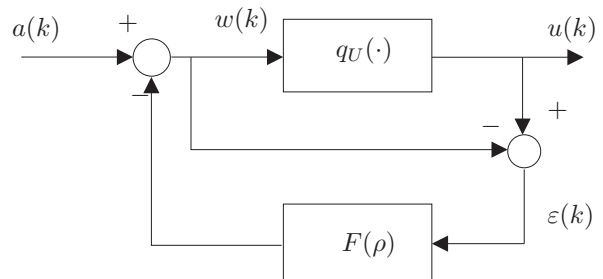 a(k)
+
w(k)
q_U(·)
u(k)
−
+
−
ε(k)
F(ρ)